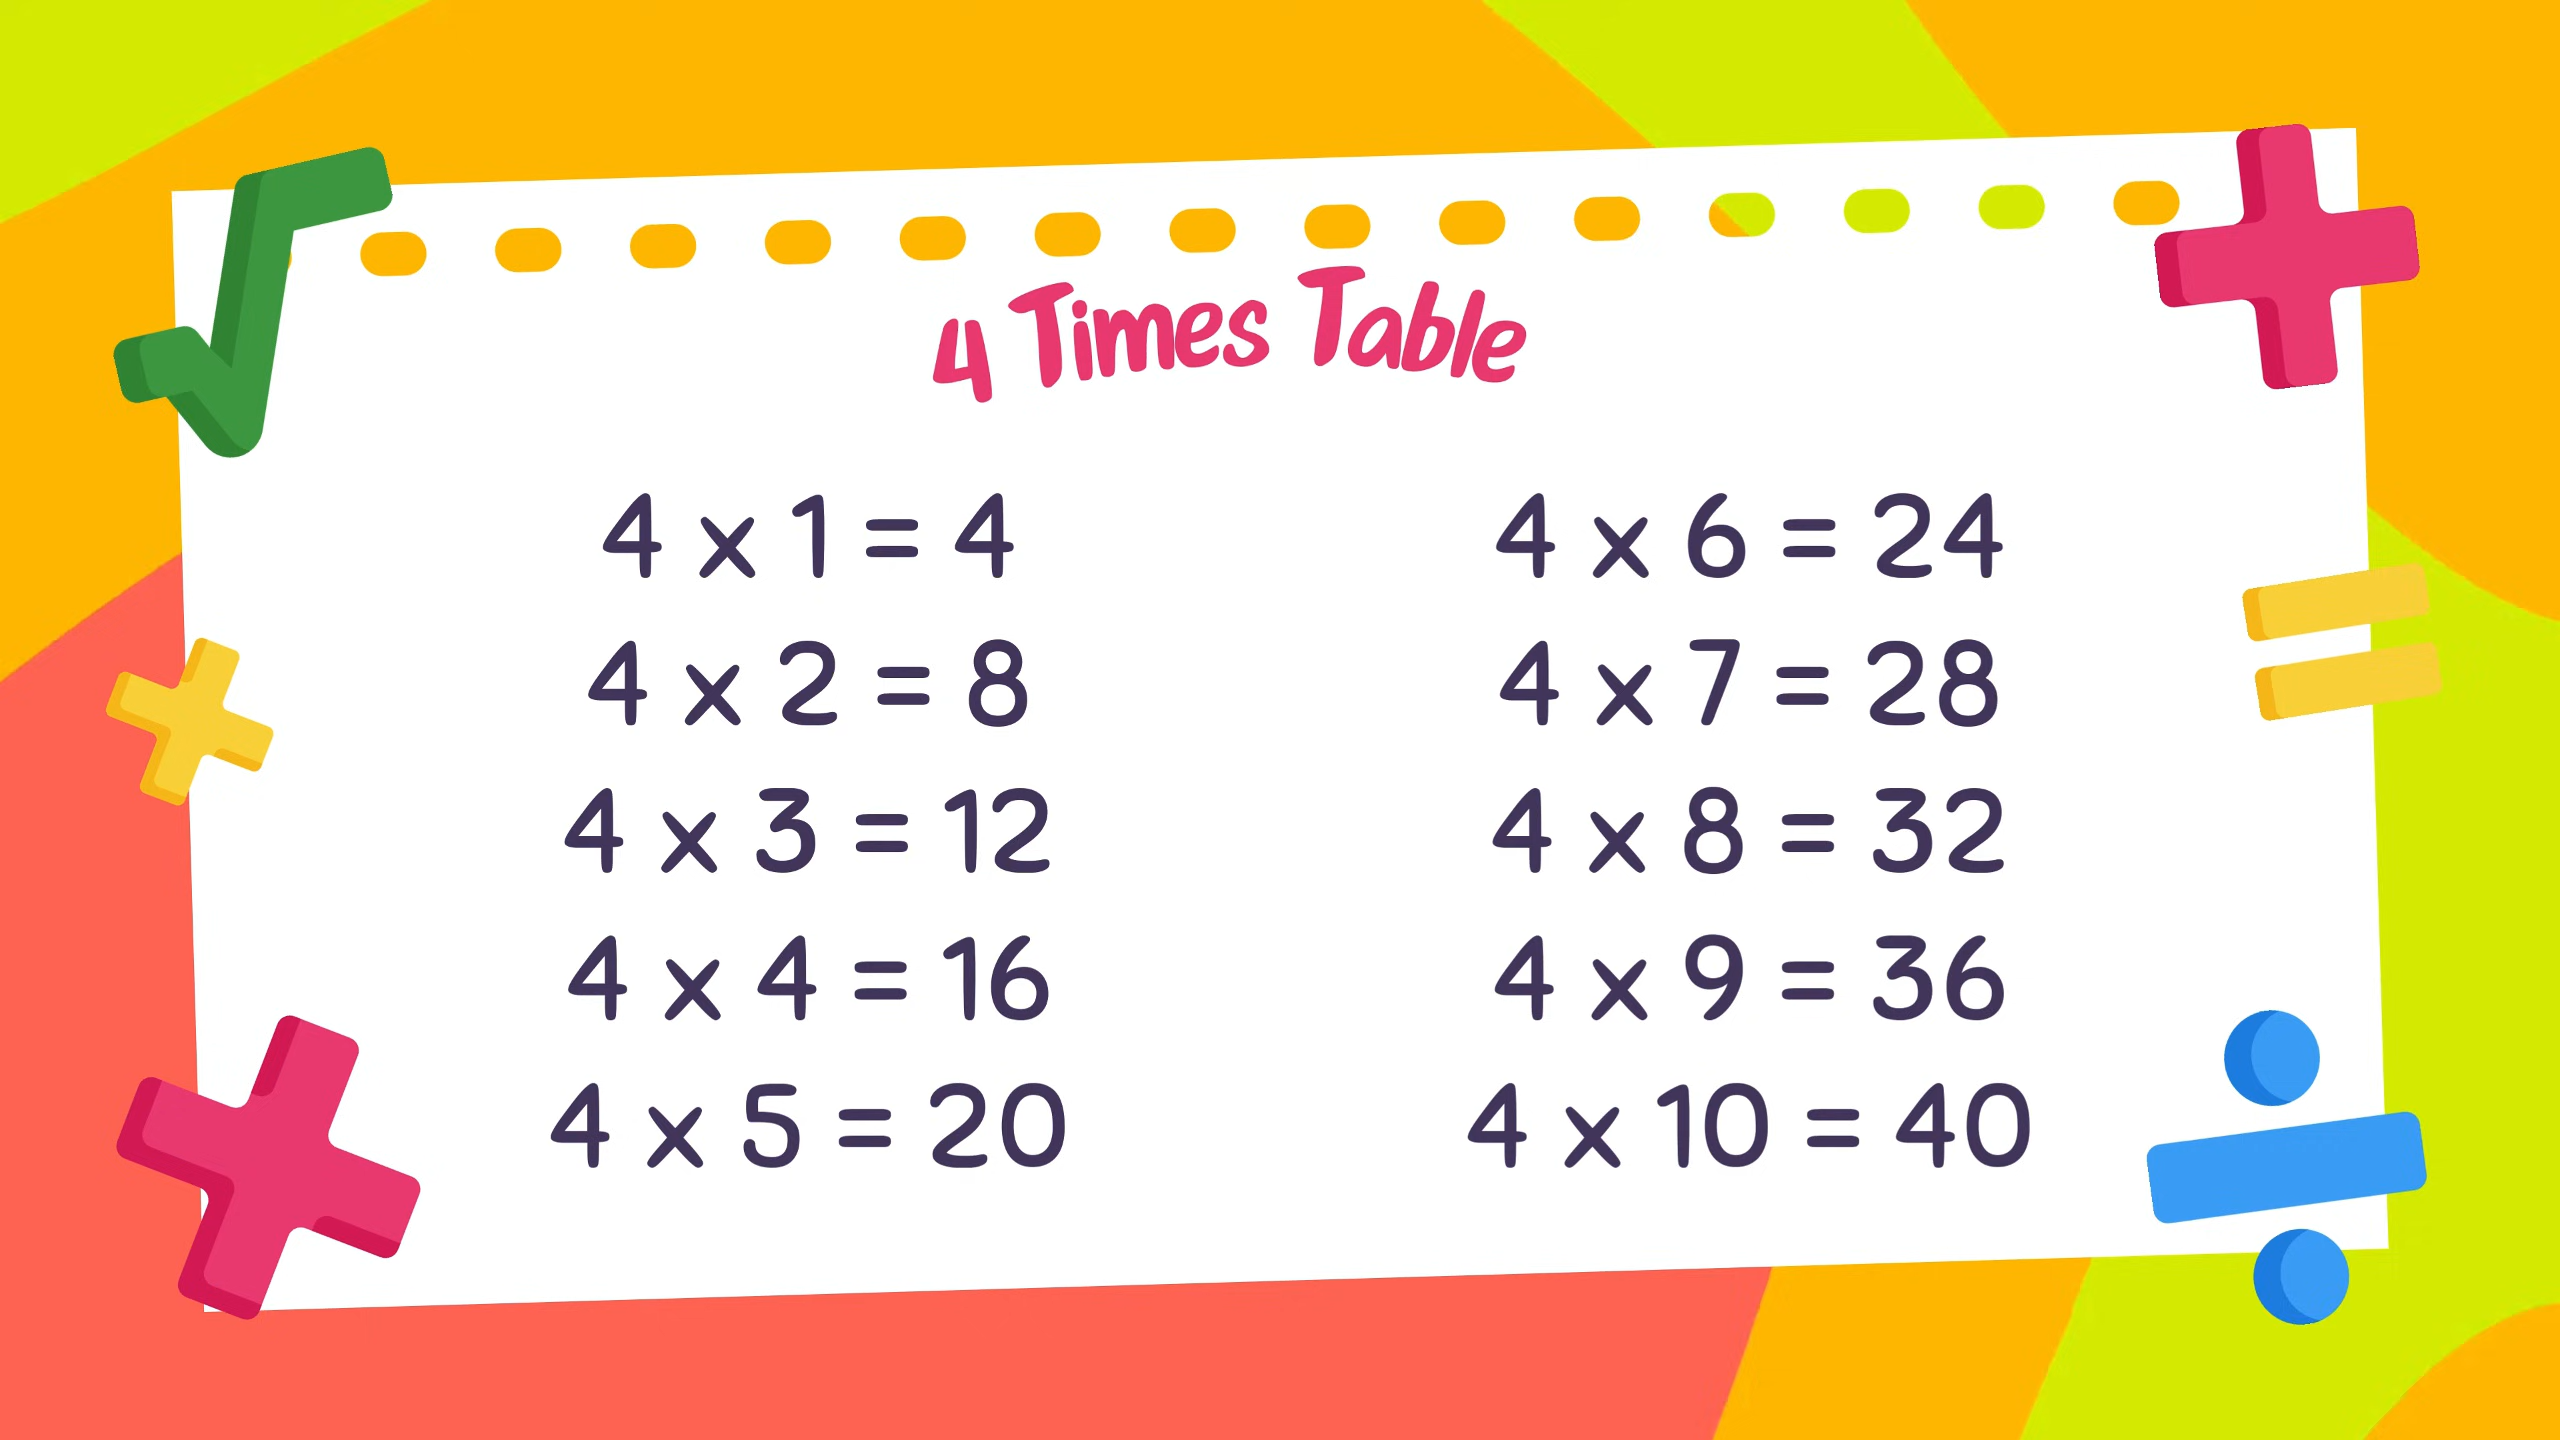 4 Times Table
4 x 1 = 4
4 x 2 = 8
4 x 3 = 12
4 x 4 = 16
4 x 5 = 20
4 x 6 = 24
4 x 7 = 28
4 x 8 = 32
4 x 9 = 36
4 x 10 = 40